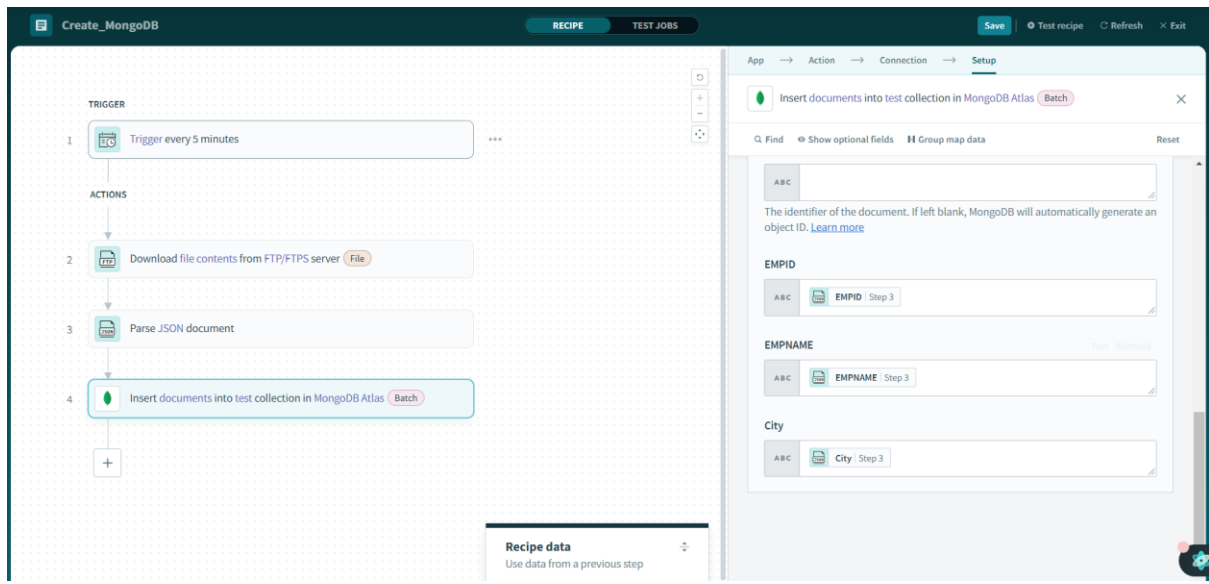 Create_MongoDB
RECIPE
TEST JOBS
Save
Test recipe
Refresh
Exit
TRIGGER
1
Trigger every 5 minutes
ACTIONS
2
FTP
Download file contents from FTP/FTPS server
File
3
JSON
Parse JSON document
4
Insert documents into test collection in MongoDB Atlas
Batch
Recipe data
Use data from a previous step
App
Action
Connection
Setup
Insert documents into test collection in MongoDB Atlas
Batch
Find
Show optional fields
Group map data
Reset
ABC
The identifier of the document. If left blank, MongoDB will automatically generate an
object ID. Learn more
EMPID
ABC
EMPID
Step 3
EMPNAME
ABC
EMPNAME
Step 3
City
ABC
City
Step 3